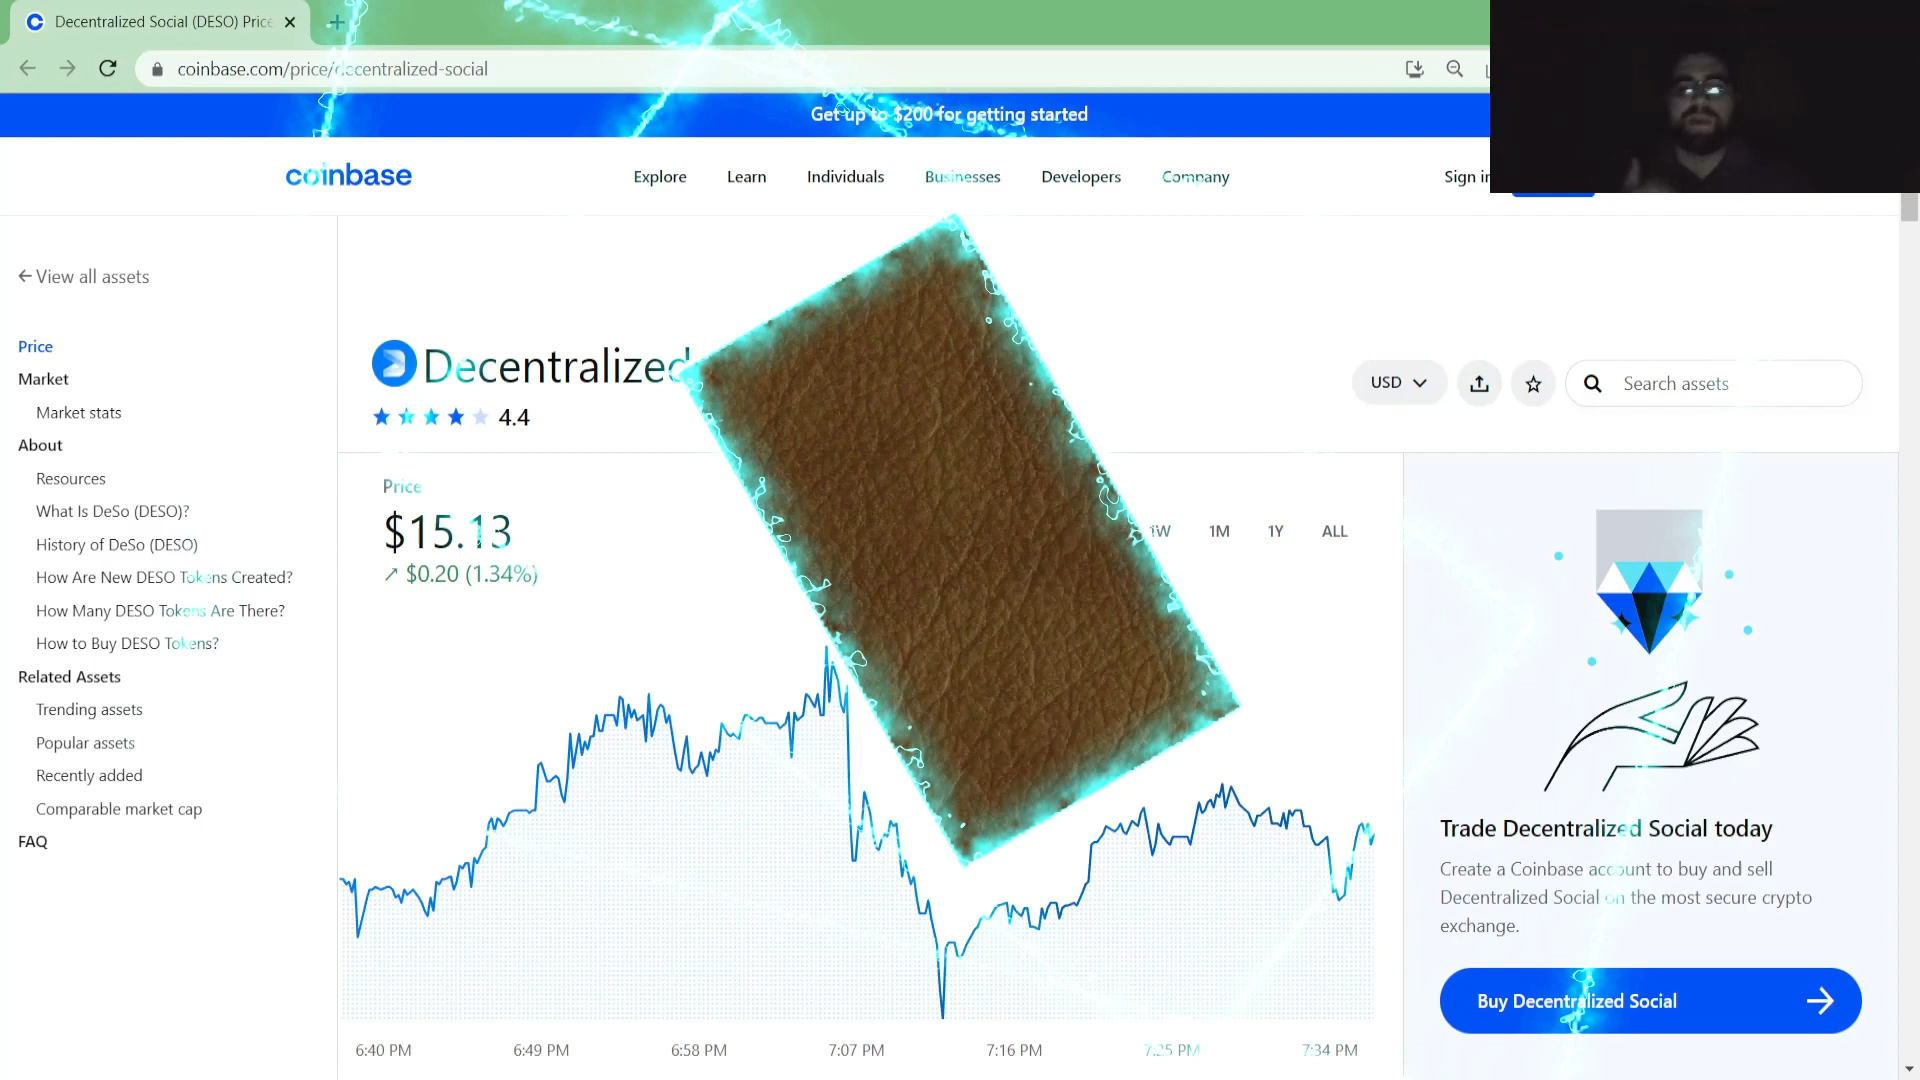 Decentralized Social (DESO) Price
coinbase.com/price/decentralized-social
Get up to $200 for getting started
coinbase
Explore
Learn
Individuals
Businesses
Developers
Company
Sign in
View all assets
Price
Market
Market stats
About
Resources
What Is DeSo (DESO)?
History of DeSo (DESO)
How Are New DESO Tokens Created?
How Many DESO Tokens Are There?
How to Buy DESO Tokens?
Related Assets
Trending assets
Popular assets
Recently added
Comparable market cap
FAQ
Decentralized
4.4
USD
Search assets
Price
$15.13
$0.20 (1.34%)
1W 1M 1Y ALL
6:40 PM 6:49 PM 6:58 PM 7:07 PM 7:16 PM 7:25 PM 7:34 PM
Trade Decentralized Social today
Create a Coinbase account to buy and sell
Decentralized Social on the most secure crypto
exchange.
Buy Decentralized Social